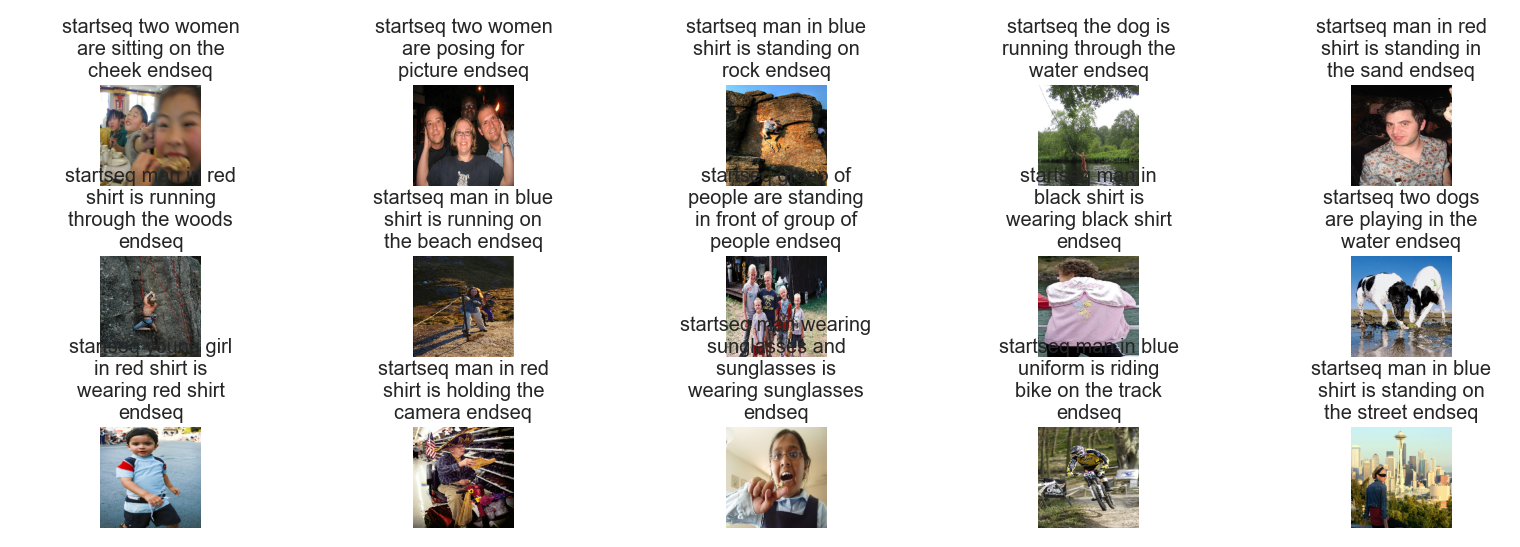 startseq two women
are sitting on the
cheek endseq
startseq two women
are posing for
picture endseq
startseq man in blue
shirt is standing on
rock endseq
startseq the dog is
running through the
water endseq
startseq man in red
shirt is standing in
the sand endseq
startseq man in red
shirt is running
through the woods
endseq
startseq man in blue
shirt is running on
the beach endseq
startseq group of
people are standing
in front of group of
people endseq
startseq man in
black shirt is
wearing black shirt
endseq
startseq two dogs
are playing in the
water endseq
startseq young girl
in red shirt is
wearing red shirt
endseq
startseq man in red
shirt is holding the
camera endseq
startseq man wearing
sunglasses and
sunglasses is
wearing sunglasses
endseq
startseq man in blue
uniform is riding
bike on the track
endseq
startseq man in blue
shirt is standing on
the street endseq